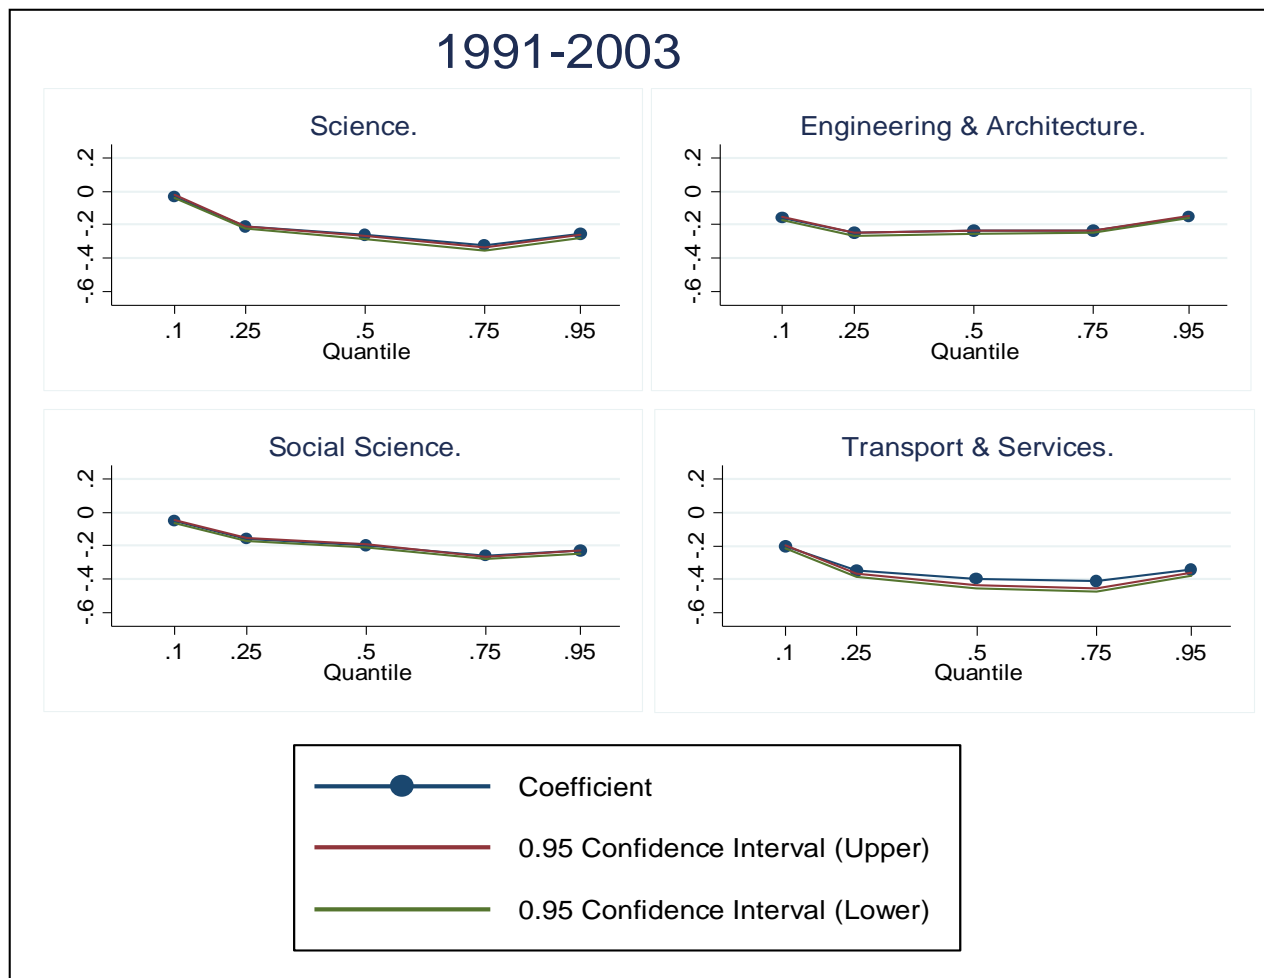 1991-2003
Science.
.2
0
-.2
-.4
-.6
.1 .25 .5 .75 .95
Quantile
Engineering & Architecture.
.2
0
-.2
-.4
-.6
.1 .25 .5 .75 .95
Quantile
Social Science.
.2
0
-.2
-.4
-.6
.1 .25 .5 .75 .95
Quantile
Transport & Services.
.2
0
-.2
-.4
-.6
.1 .25 .5 .75 .95
Quantile
Coefficient
0.95 Confidence Interval (Upper)
0.95 Confidence Interval (Lower)